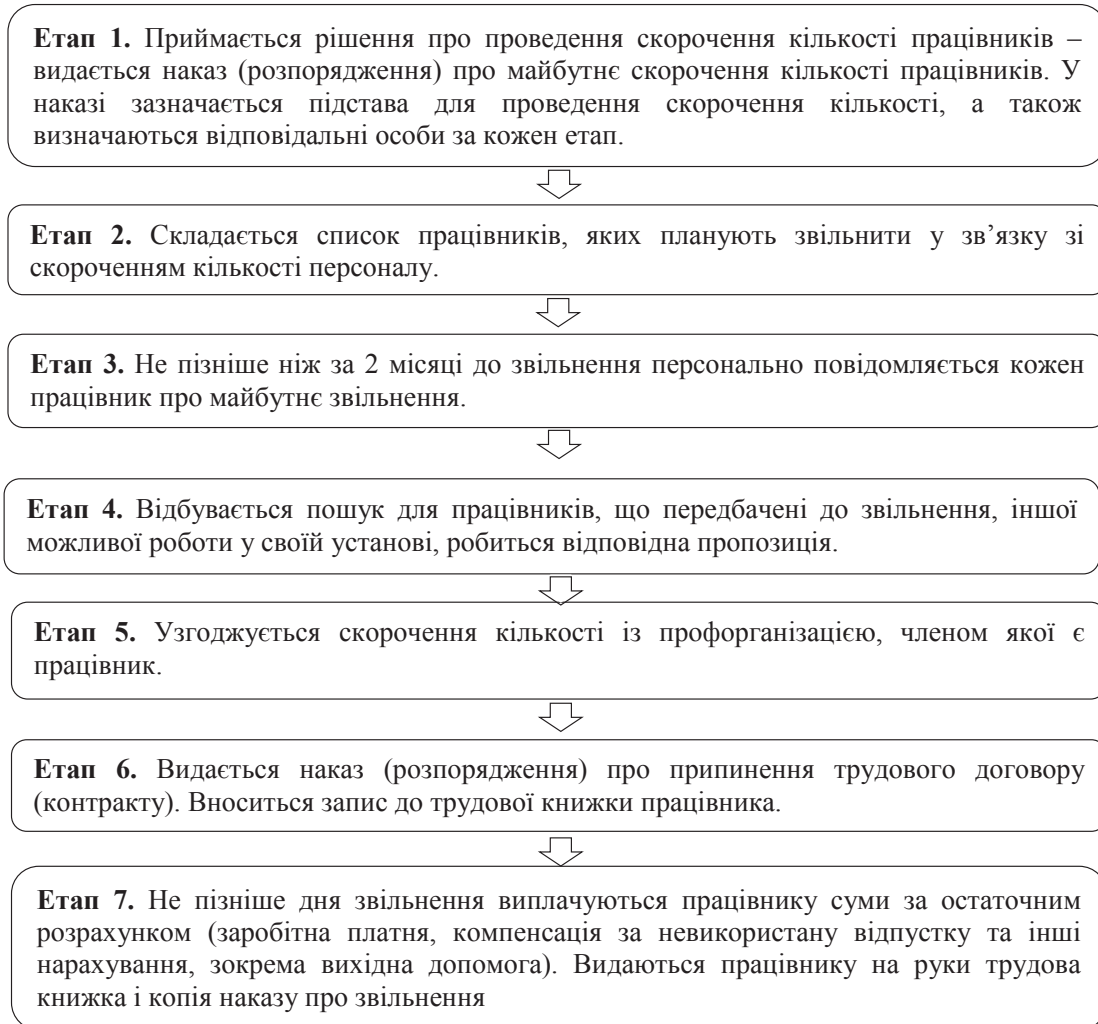 Етап 1. Приймається рішення про проведення скорочення кількості працівників –
видається наказ (розпорядження) про майбутнє скорочення кількості працівників. У
наказі зазначається підстава для проведення скорочення кількості, а також
визначаються відповідальні особи за кожен етап.
Етап 2. Складається список працівників, яких планують звільнити у зв’язку зі
скороченням кількості персоналу.
Етап 3. Не пізніше ніж за 2 місяці до звільнення персонально повідомляється кожен
працівник про майбутнє звільнення.
Етап 4. Відбувається пошук для працівників, що передбачені до звільнення, іншої
можливої роботи у своїй установі, робиться відповідна пропозиція.
Етап 5. Узгоджується скорочення кількості із профорганізацією, членом якої є
працівник.
Етап 6. Видається наказ (розпорядження) про припинення трудового договору
(контракту). Вноситься запис до трудової книжки працівника.
Етап 7. Не пізніше дня звільнення виплачуються працівнику суми за остаточним
розрахунком (заробітна платня, компенсація за невикористану відпустку та інші
нарахування, зокрема вихідна допомога). Видаються працівнику на руки трудова
книжка і копія наказу про звільнення